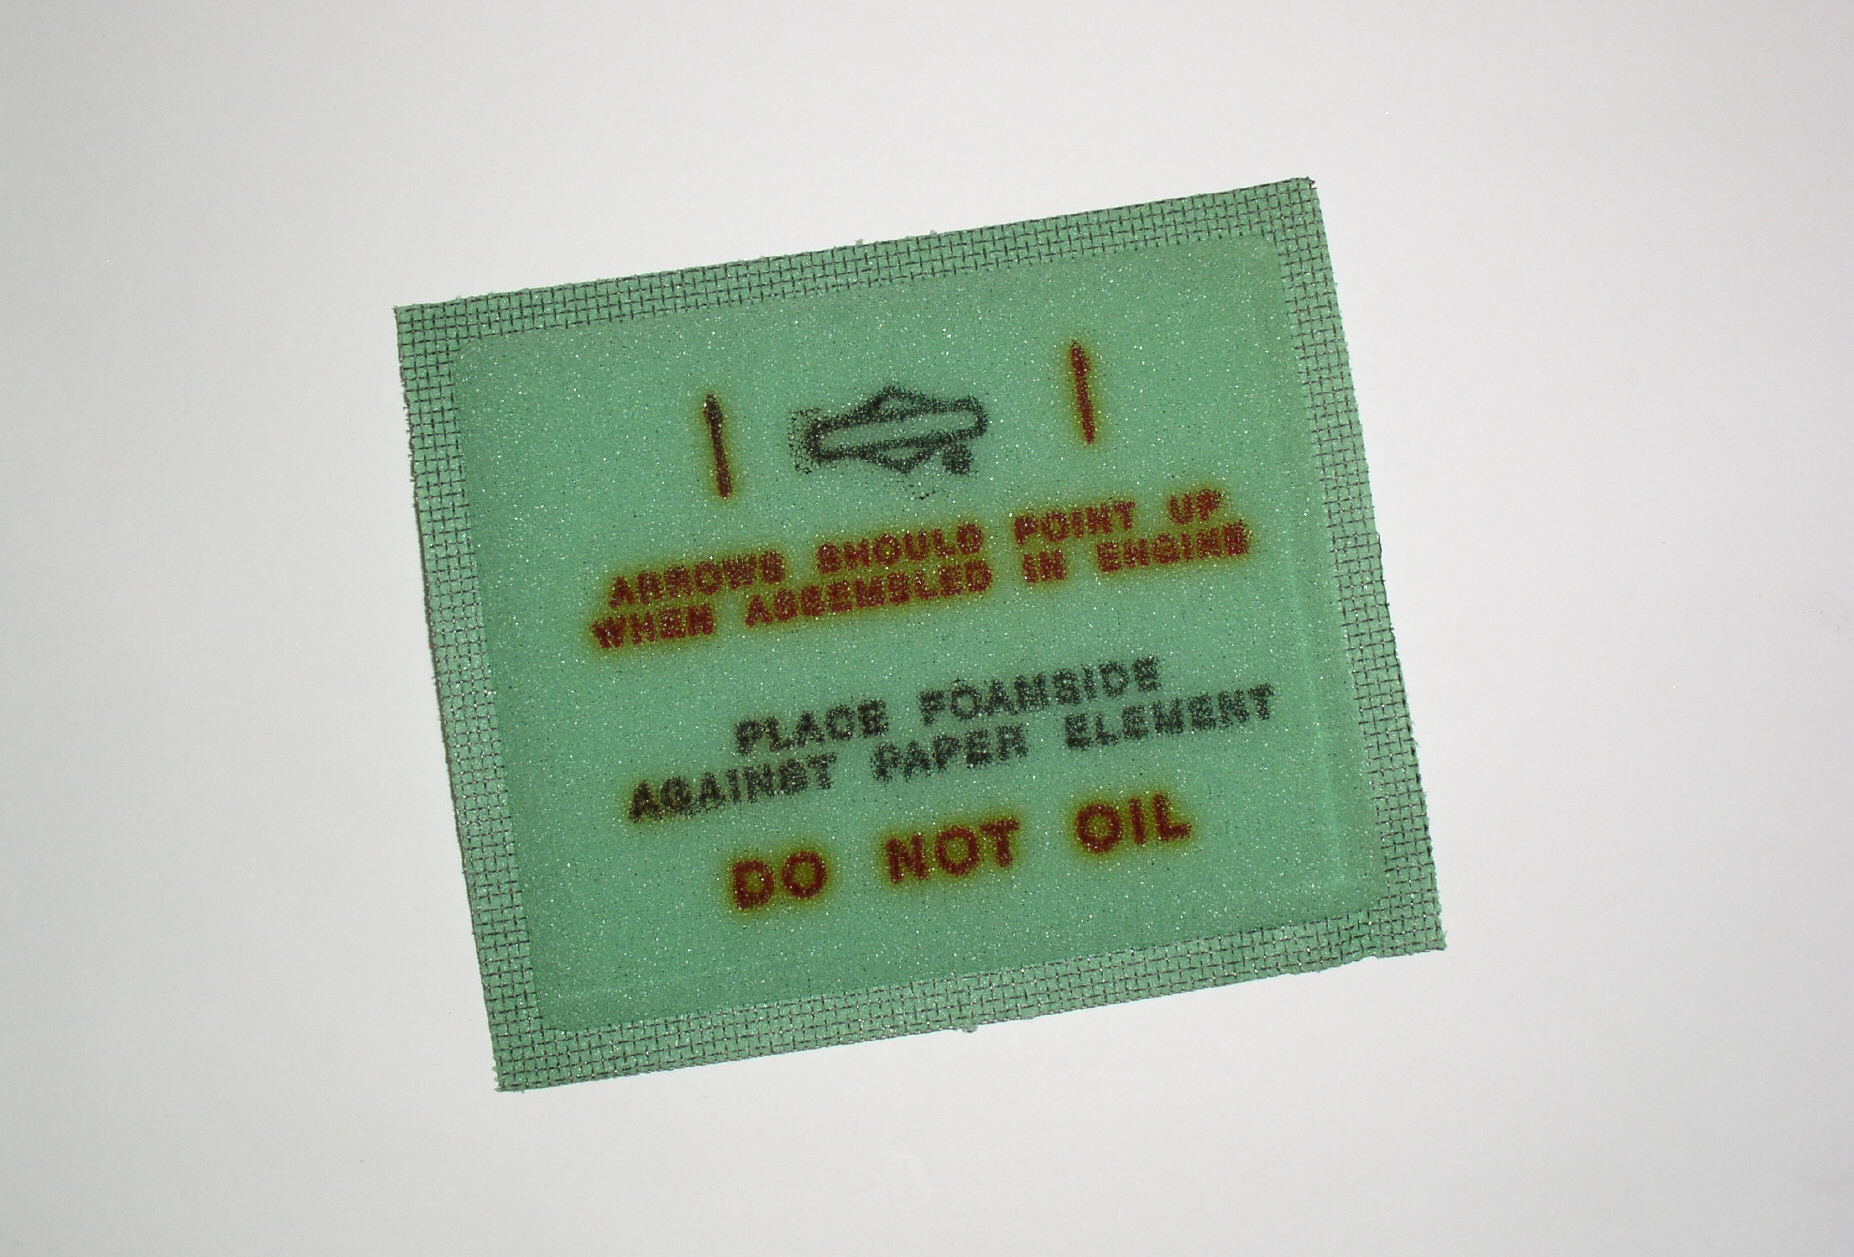 ARROWS SHOULD POINT UP
WHEN ASSEMBLED IN ENGINE
PLACE FOAMSIDE
AGAINST PAPER ELEMENT
DO NOT OIL